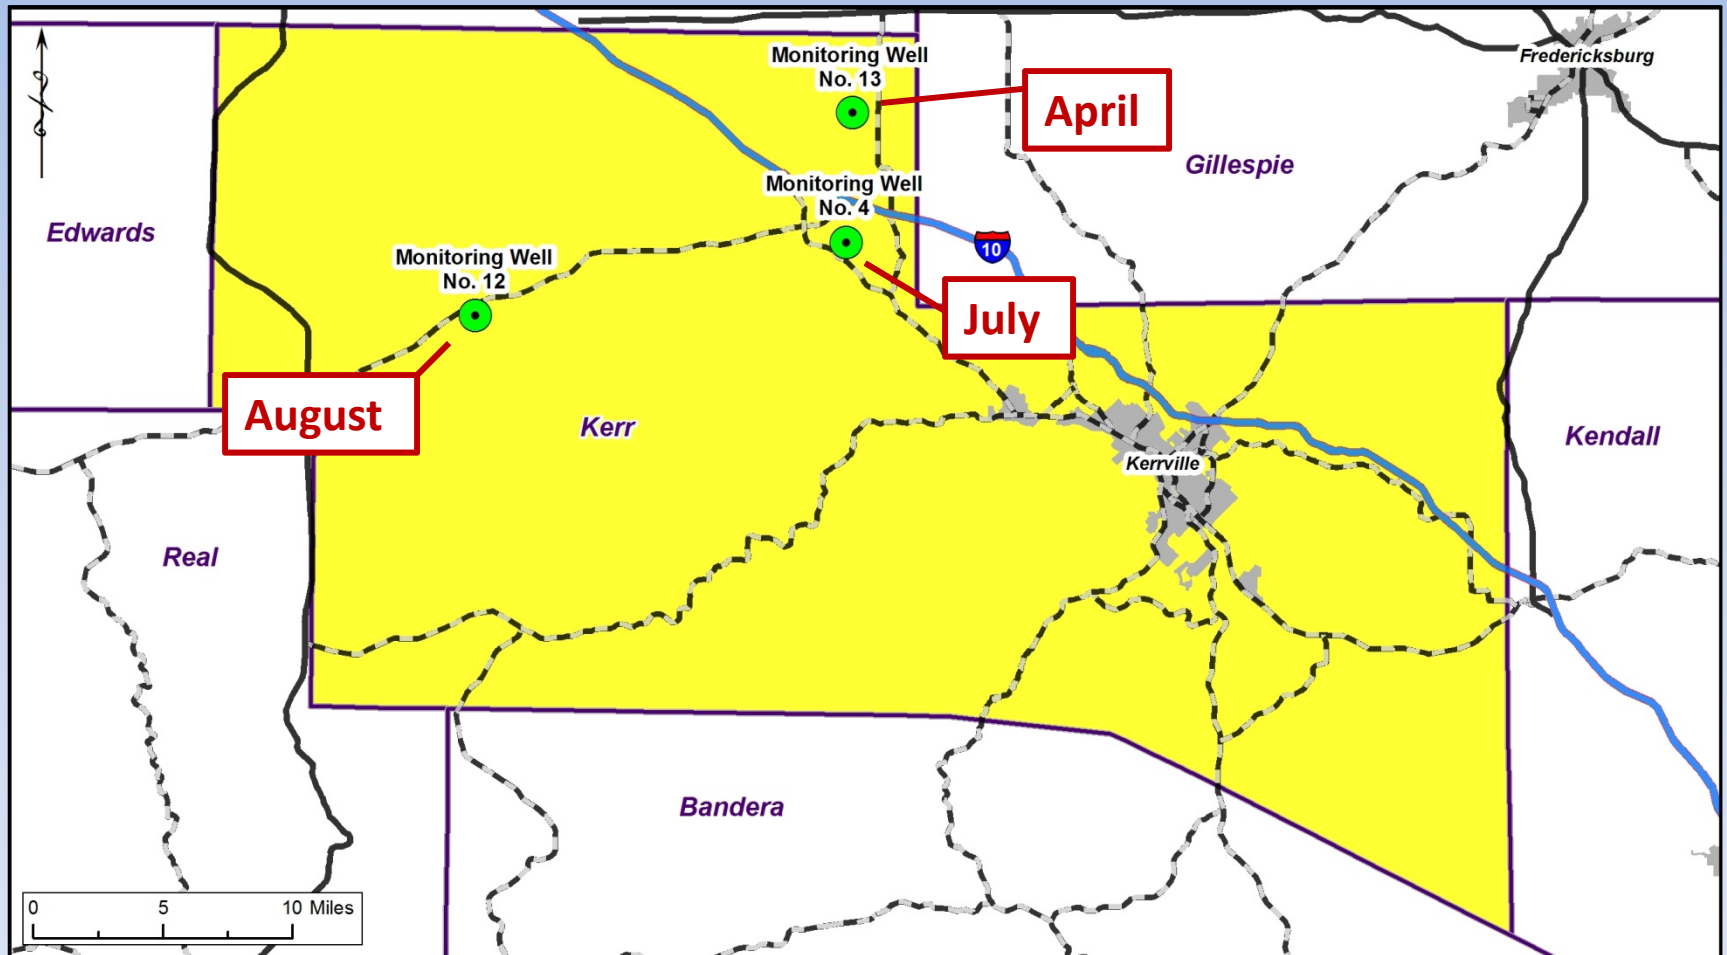 Monitoring Well
No. 13
Fredericksburg
April
Gillespie
Monitoring Well
No. 4
Edwards
10
Monitoring Well
No. 12
July
August
Kerr
Kendall
Kerrville
Real
Bandera
0 5 10 Miles